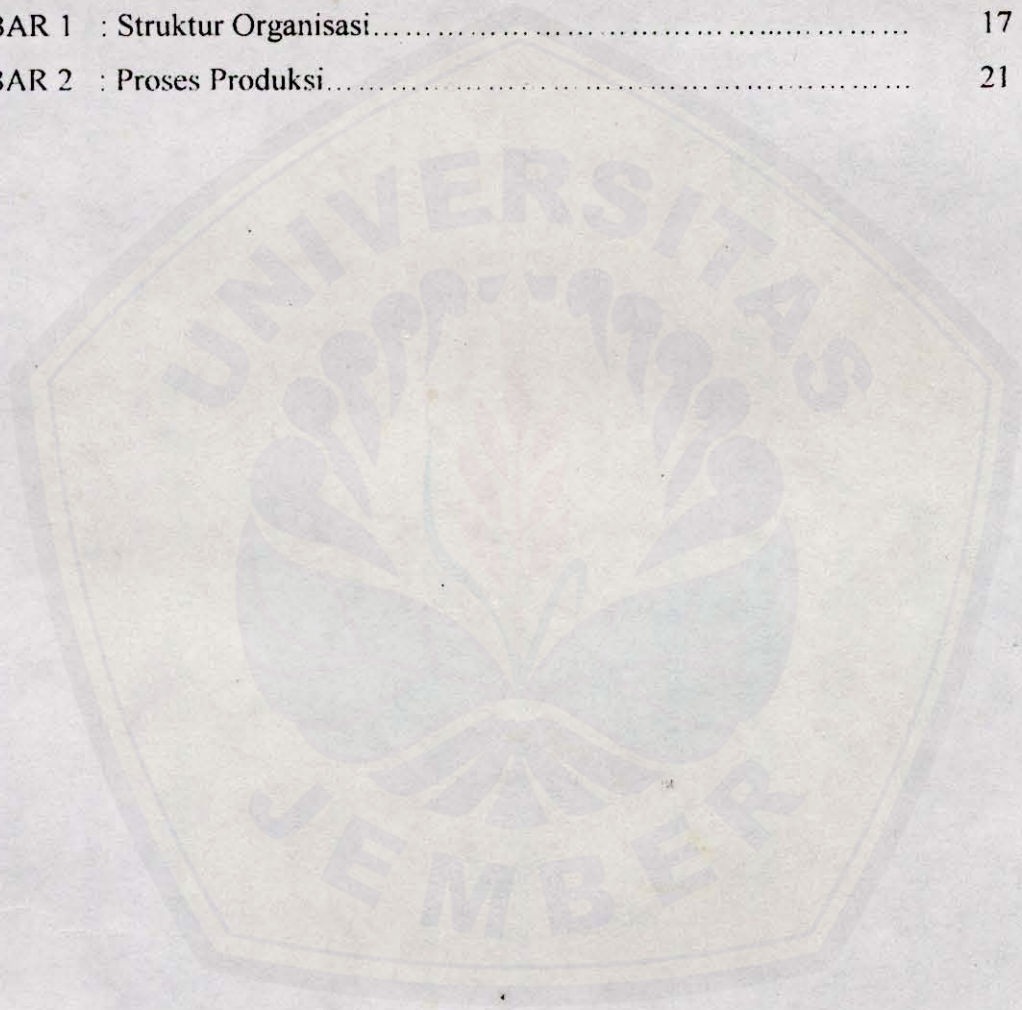 BAR 1 : Struktur Organisasi.................................................................. 17
BAR 2 : Proses Produksi.................................................................. 21
UNIVERSITAS
JEMBER